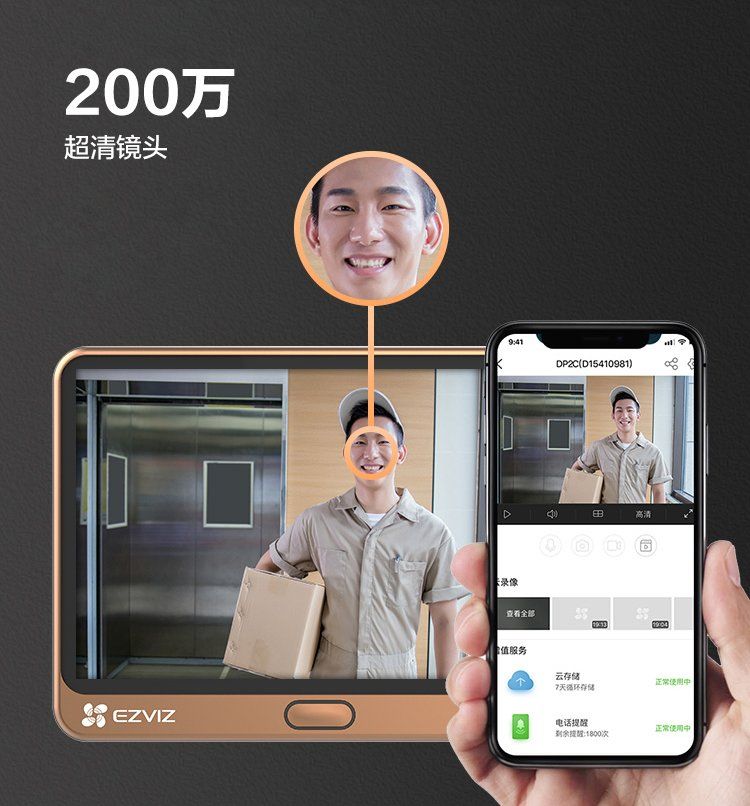 200万
超清镜头
9:41
DP2C(D15410981)
高清
云录像
查看全部
19:13
19:04
增值服务
云存储
7天循环存储
正常使用中
电话提醒
剩余提醒:1800次
正常使用中
EZVIZ